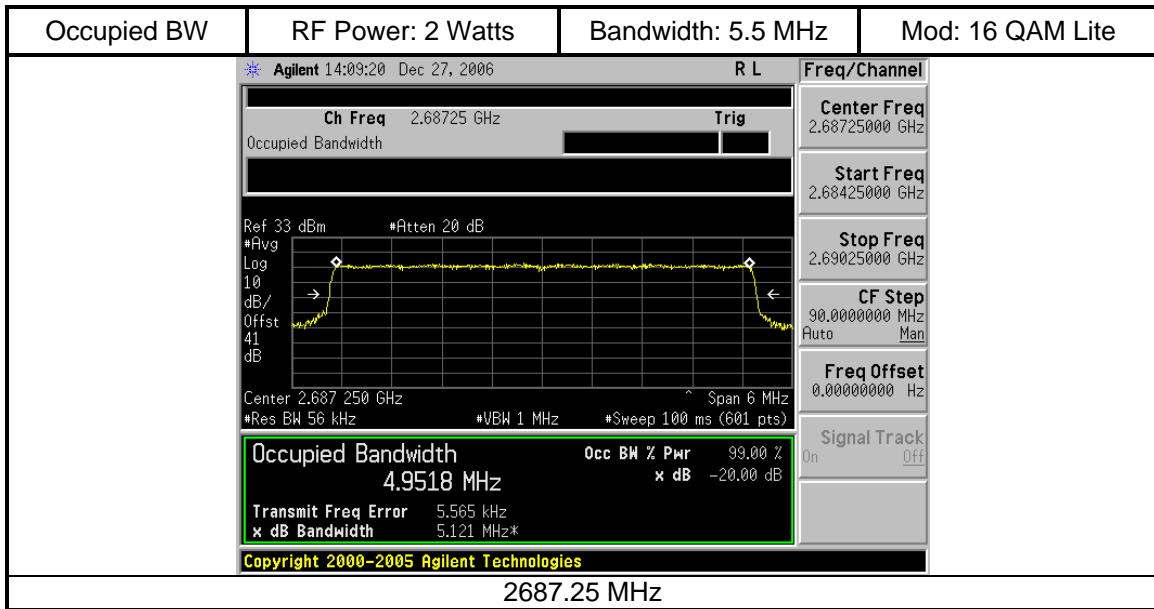 Occupied BW RF Power: 2 Watts Bandwidth: 5.5 MHz Mod: 16 QAM Lite
Agilent 14:09:20 Dec 27, 2006 R L Freq/Channel
Ch Freq 2.68725 GHz Trig
Occupied Bandwidth
Center Freq
2.68725000 GHz
Start Freq
2.68425000 GHz
Stop Freq
2.69025000 GHz
CF Step
90.0000000 MHz
Auto Man
Freq Offset
0.00000000 Hz
Signal Track
On Off
Ref 33 dBm #Atten 20 dB
#Avg
Log
10
dB/
Offst
41
dB
Center 2.687 250 GHz ^ Span 6 MHz
#Res BW 56 kHz #VBW 1 MHz #Sweep 100 ms (601 pts)
Occupied Bandwidth Occ BW % Pwr 99.00 %
4.9518 MHz x dB -20.00 dB
Transmit Freq Error 5.565 kHz
x dB Bandwidth 5.121 MHz*
Copyright 2000-2005 Agilent Technologies
2687.25 MHz